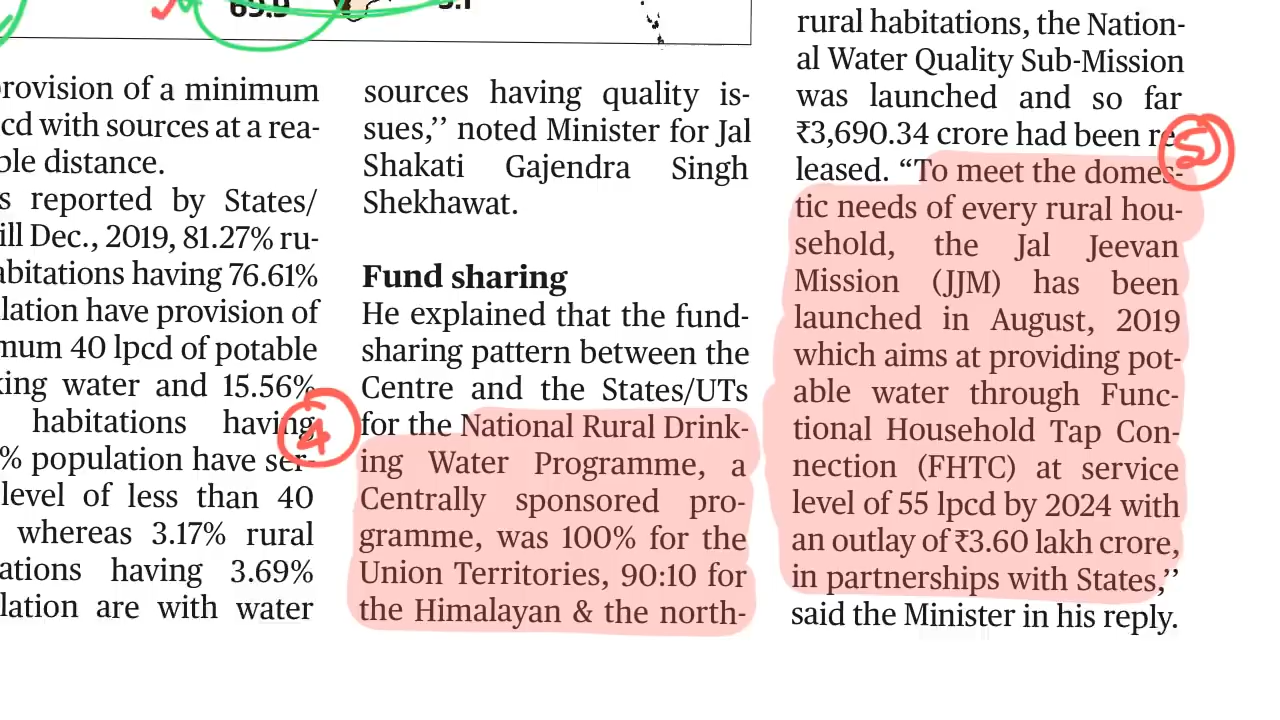 69.9
provision of a minimum
cd with sources at a rea-
ble distance.
s reported by States/
ill Dec., 2019, 81.27% ru-
abitations having 76.61%
lation have provision of
mum 40 lpcd of potable
king water and 15.56%
habitations having
% population have ser-
level of less than 40
whereas 3.17% rural
ations having 3.69%
lation are with water
4
sources having quality is-
sues,’’ noted Minister for Jal
Shakati Gajendra Singh
Shekhawat.
Fund sharing
He explained that the fund-
sharing pattern between the
Centre and the States/UTs
for the National Rural Drink-
ing Water Programme, a
Centrally sponsored pro-
gramme, was 100% for the
Union Territories, 90:10 for
the Himalayan & the north-
rural habitations, the Nation-
al Water Quality Sub-Mission
was launched and so far
₹3,690.34 crore had been re-
leased. “To meet the domes-
5
tic needs of every rural hou-
sehold, the Jal Jeevan
Mission (JJM) has been
launched in August, 2019
which aims at providing pot-
able water through Func-
tional Household Tap Con-
nection (FHTC) at service
level of 55 lpcd by 2024 with
an outlay of ₹3.60 lakh crore,
in partnerships with States,’’
said the Minister in his reply.